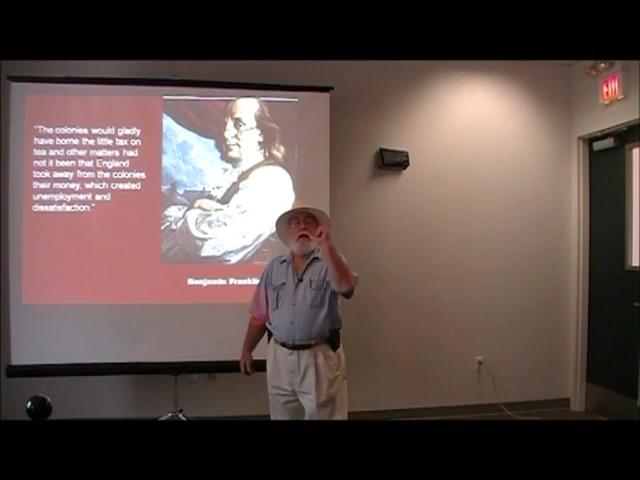 "The colonies would gladly
have borne the little tax on
tea and other matters had
not it been that England
took away from the colonies
their money, which created
unemployment and
dissatisfaction."
Benjamin Franklin
EXIT